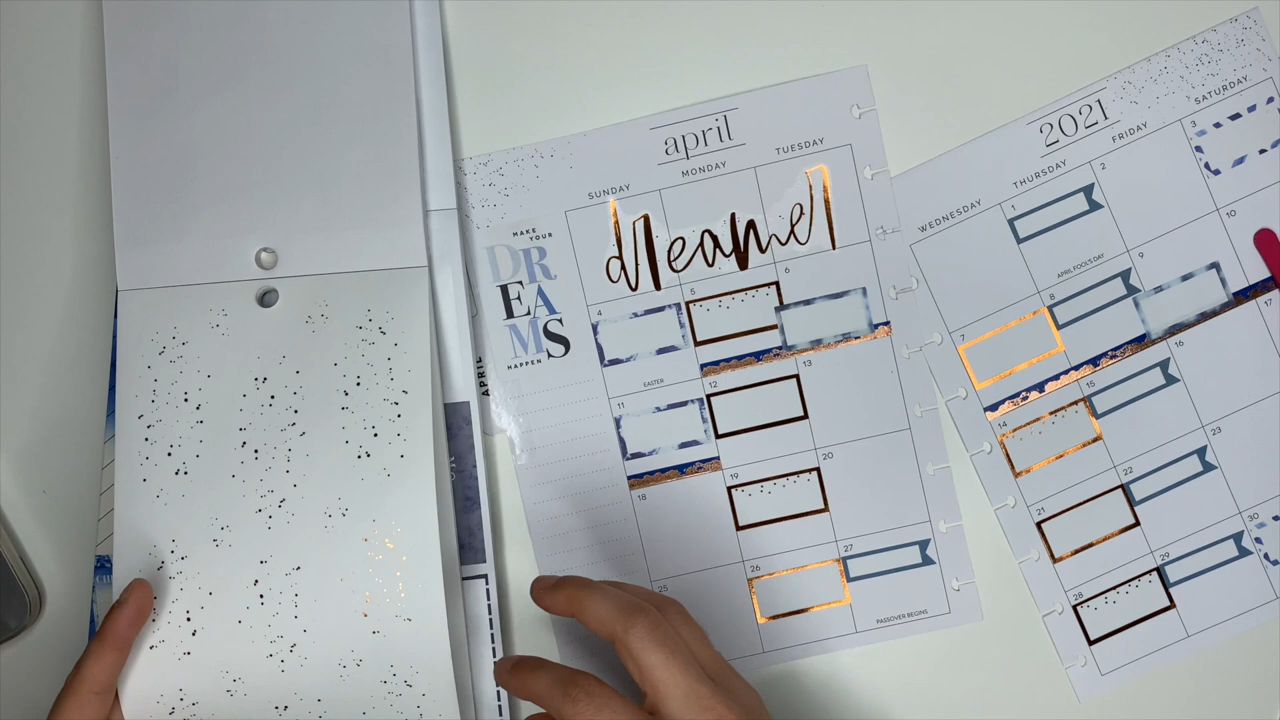 april
SUNDAY MONDAY TUESDAY
dreamer
MAKE
YOUR
DR
EA
MS
HAPPEN
APRIL
4 5 6
EASTER
11 12 13
18 19 20
25 26 27
PASSOVER BEGINS
2021
WEDNESDAY THURSDAY FRIDAY SATURDAY
1 2 3
APRIL FOOL'S DAY
7 8 9 10
14 15 16 17
21 22 23
28 29 30